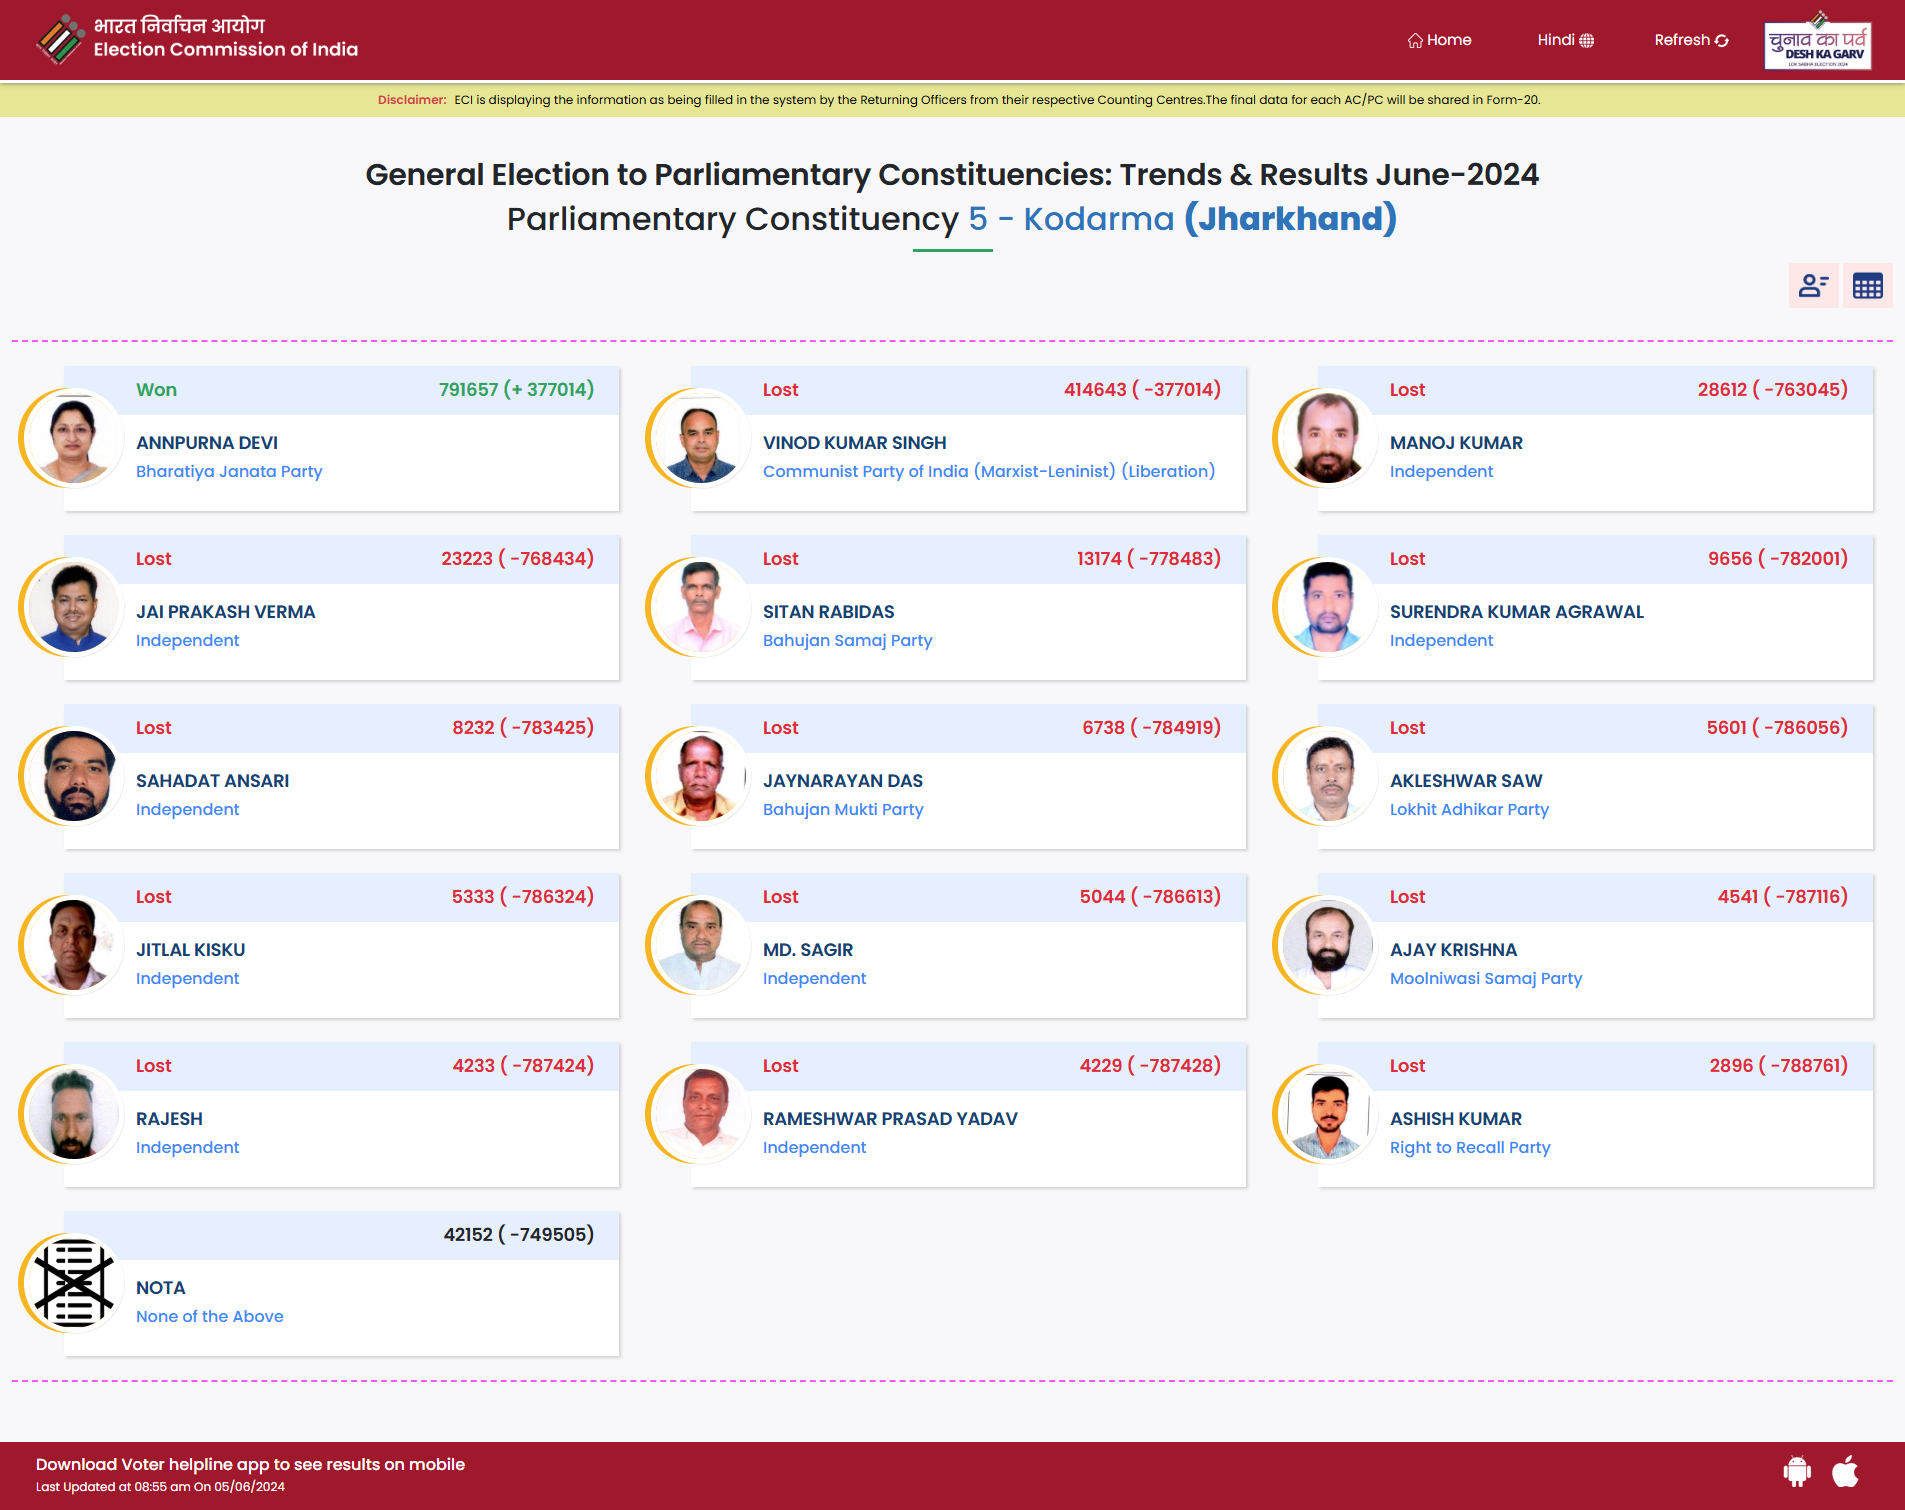 भारत निर्वाचन आयोग
Election Commission of India
Home
Hindi
Refresh
चुनाव का पर्व
DESH KA GARV
LOK SABHA ELECTION 2024
Disclaimer: ECI is displaying the information as being filled in the system by the Returning Officers from their respective Counting Centres.The final data for each AC/PC will be shared in Form-20.
General Election to Parliamentary Constituencies: Trends & Results June-2024
Parliamentary Constituency 5 - Kodarma (Jharkhand)
Won 791657 (+ 377014)
ANNPURNA DEVI
Bharatiya Janata Party
Lost 414643 ( -377014)
VINOD KUMAR SINGH
Communist Party of India (Marxist-Leninist) (Liberation)
Lost 28612 ( -763045)
MANOJ KUMAR
Independent
Lost 23223 ( -768434)
JAI PRAKASH VERMA
Independent
Lost 13174 ( -778483)
SITAN RABIDAS
Bahujan Samaj Party
Lost 9656 ( -782001)
SURENDRA KUMAR AGRAWAL
Independent
Lost 8232 ( -783425)
SAHADAT ANSARI
Independent
Lost 6738 ( -784919)
JAYNARAYAN DAS
Bahujan Mukti Party
Lost 5601 ( -786056)
AKLESHWAR SAW
Lokhit Adhikar Party
Lost 5333 ( -786324)
JITLAL KISKU
Independent
Lost 5044 ( -786613)
MD. SAGIR
Independent
Lost 4541 ( -787116)
AJAY KRISHNA
Moolniwasi Samaj Party
Lost 4233 ( -787424)
RAJESH
Independent
Lost 4229 ( -787428)
RAMESHWAR PRASAD YADAV
Independent
Lost 2896 ( -788761)
ASHISH KUMAR
Right to Recall Party
42152 ( -749505)
NOTA
None of the Above
Download Voter helpline app to see results on mobile
Last Updated at 08:55 am On 05/06/2024